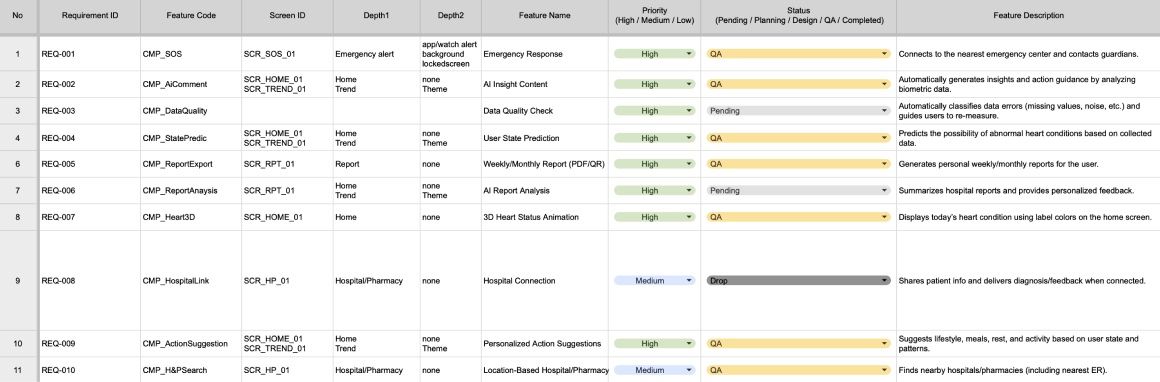 No Requirement ID Feature Code Screen ID Depth1 Depth2 Feature Name Priority Status Feature Description
(High / Medium / Low) (Pending / Planning / Design / QA / Completed)
1 REQ-001 CMP_SOS SCR_SOS_01 Emergency alert app/watch alert Emergency Response High QA Connects to the nearest emergency center and contacts guardians.
background
lockedscreen
2 REQ-002 CMP_AiComment SCR_HOME_01 Home none AI Insight Content High QA Automatically generates insights and action guidance by analyzing
SCR_TREND_01 Trend Theme biometric data.
3 REQ-003 CMP_DataQuality Data Quality Check High Pending Automatically classifies data errors (missing values, noise, etc.) and
guides users to re-measure.
4 REQ-004 CMP_StatePredic SCR_HOME_01 Home none User State Prediction High QA Predicts the possibility of abnormal heart conditions based on collected
SCR_TREND_01 Trend Theme data.
6 REQ-005 CMP_ReportExport SCR_RPT_01 Report none Weekly/Monthly Report (PDF/QR) High QA Generates personal weekly/monthly reports for the user.
7 REQ-006 CMP_ReportAnaysis SCR_RPT_01 Home none AI Report Analysis High Pending Summarizes hospital reports and provides personalized feedback.
Trend Theme
8 REQ-007 CMP_Heart3D SCR_HOME_01 Home none 3D Heart Status Animation High QA Displays today's heart condition using label colors on the home screen.
9 REQ-008 CMP_HospitalLink SCR_HP_01 Hospital/Pharmacy none Hospital Connection Medium Drop Shares patient info and delivers diagnosis/feedback when connected.
10 REQ-009 CMP_ActionSuggestion SCR_HOME_01 Home none Personalized Action Suggestions High QA Suggests lifestyle, meals, rest, and activity based on user state and
SCR_TREND_01 Trend Theme patterns.
11 REQ-010 CMP_H&PSearch SCR_HP_01 Hospital/Pharmacy none Location-Based Hospital/Pharmacy Medium QA Finds nearby hospitals/pharmacies (including nearest ER).